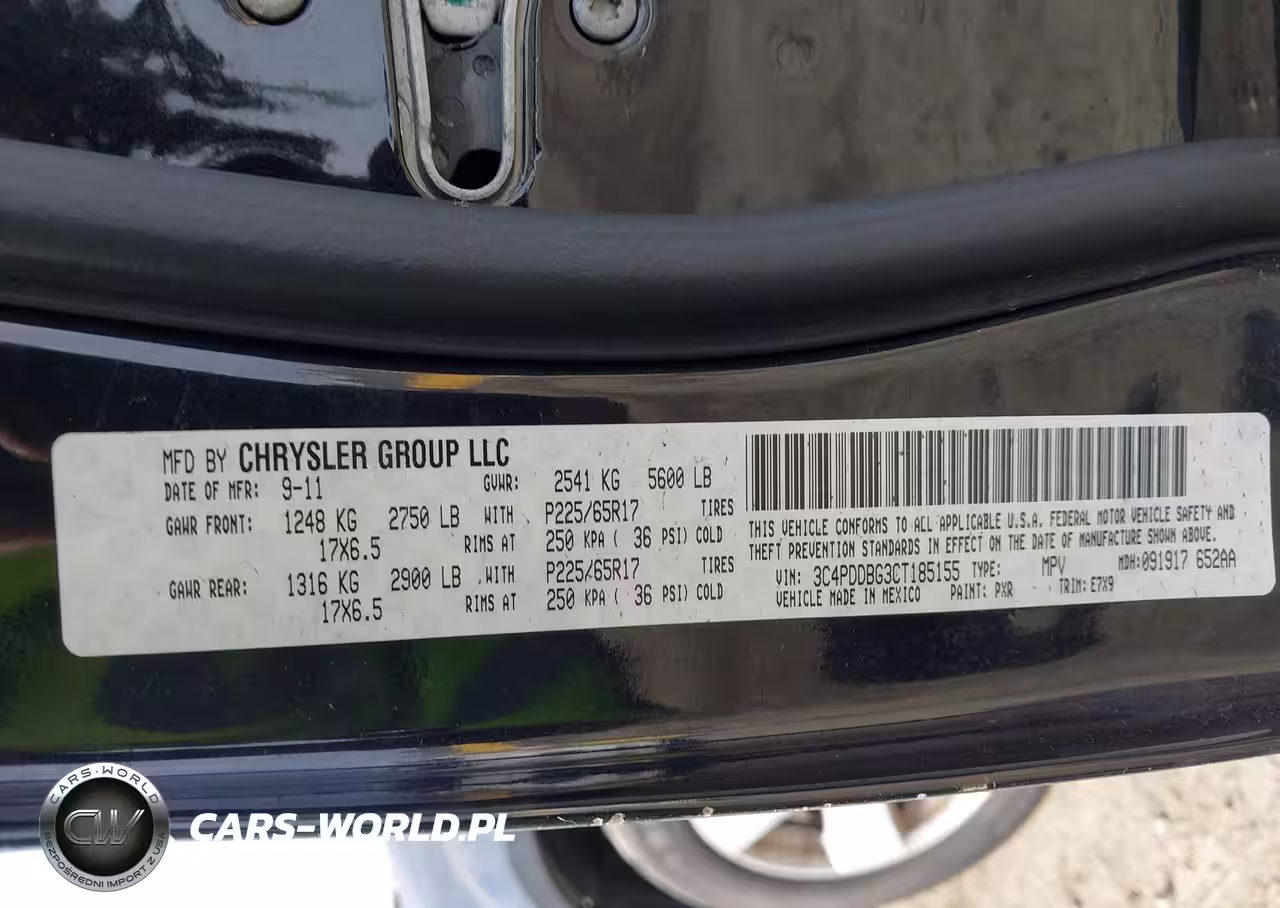 MFD BY CHRYSLER GROUP LLC
DATE OF MFR: 9-11 GVWR: 2541 KG 5600 LB
GAWR FRONT: 1248 KG 2750 LB WITH P225/65R17 TIRES
17X6.5 RIMS AT 250 KPA ( 36 PSI) COLD
GAWR REAR: 1316 KG 2900 LB WITH P225/65R17 TIRES
17X6.5 RIMS AT 250 KPA ( 36 PSI) COLD
THIS VEHICLE CONFORMS TO ALL APPLICABLE U.S.A. FEDERAL MOTOR VEHICLE SAFETY AND
THEFT PREVENTION STANDARDS IN EFFECT ON THE DATE OF MANUFACTURE SHOWN ABOVE.
VIN: 3C4PDDBG3CT185155 TYPE: MPV MDH:091917 652AA
VEHICLE MADE IN MEXICO PAINT: PXR TRIM: E7X9
CARS-WORLD
CW
BEZPOŚREDNI IMPORT Z USA
CARS-WORLD.PL